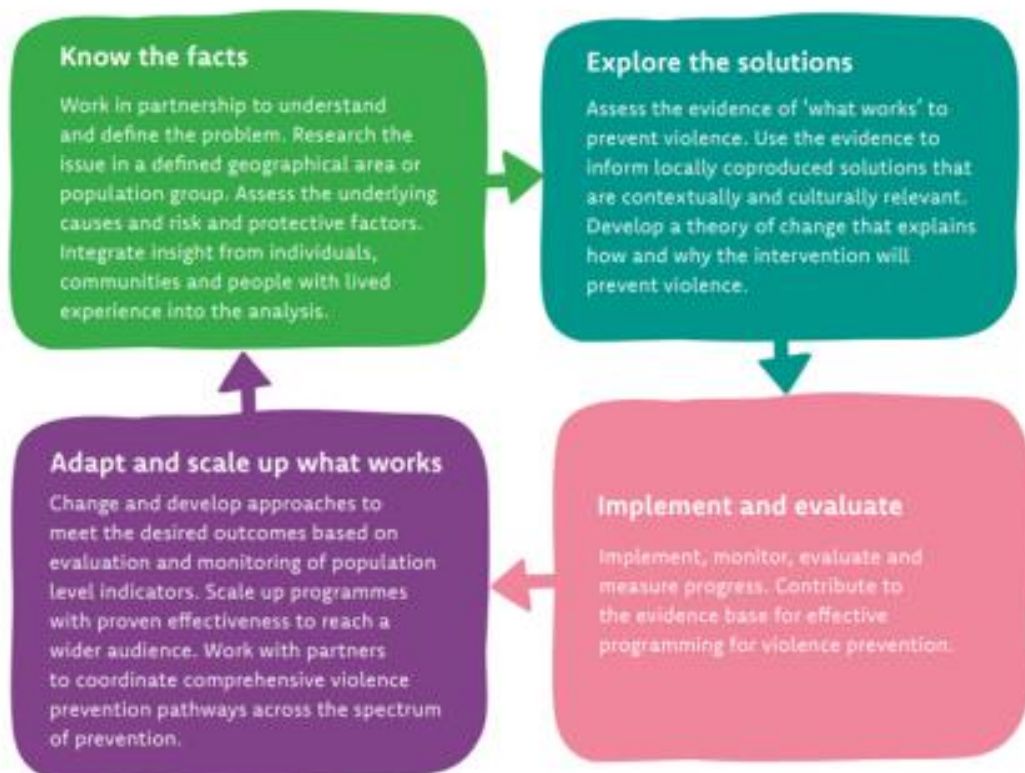 Know the facts
Work in partnership to understand
and define the problem. Research the
issue in a defined geographical area or
population group. Assess the underlying
causes and risk and protective factors.
Integrate insight from individuals,
communities and people with lived
experience into the analysis.
Explore the solutions
Assess the evidence of ‘what works’ to
prevent violence. Use the evidence to
inform locally coproduced solutions that
are contextually and culturally relevant.
Develop a theory of change that explains
how and why the intervention will
prevent violence.
Implement and evaluate
Implement, monitor, evaluate and
measure progress. Contribute to
the evidence base for effective
programming for violence prevention.
Adapt and scale up what works
Change and develop approaches to
meet the desired outcomes based on
evaluation and monitoring of population
level indicators. Scale up programmes
with proven effectiveness to reach a
wider audience. Work with partners
to coordinate comprehensive violence
prevention pathways across the spectrum
of prevention.